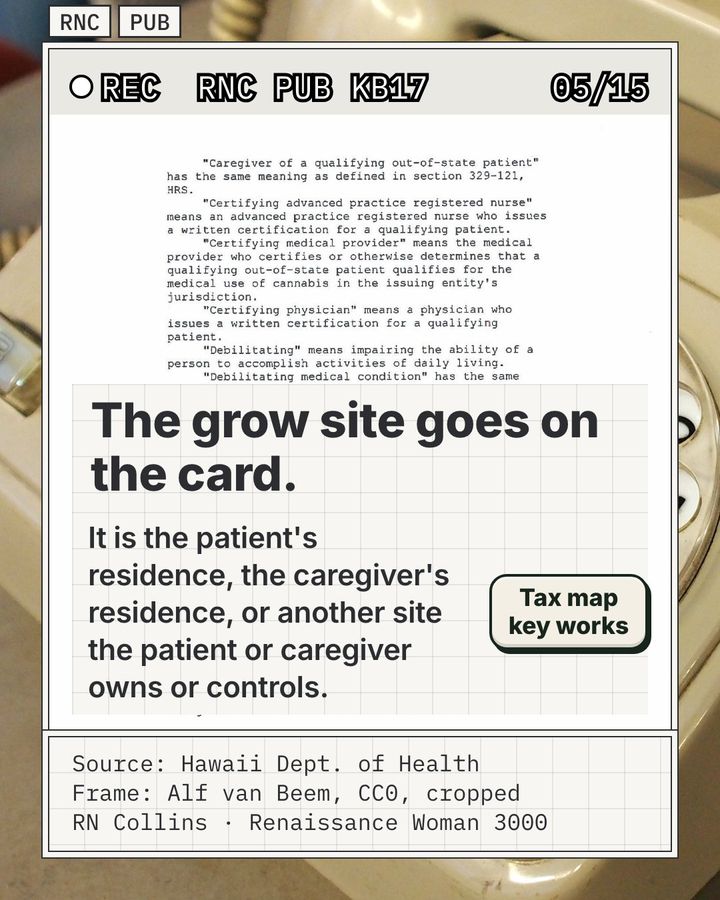 RNC PUB
REC RNC PUB KB17 05/15
"Caregiver of a qualifying out-of-state patient"
has the same meaning as defined in section 329-121,
HRS.
"Certifying advanced practice registered nurse"
means an advanced practice registered nurse who issues
a written certification for a qualifying patient.
"Certifying medical provider" means the medical
provider who certifies or otherwise determines that a
qualifying out-of-state patient qualifies for the
medical use of cannabis in the issuing entity's
jurisdiction.
"Certifying physician" means a physician who
issues a written certification for a qualifying
patient.
"Debilitating" means impairing the ability of a
person to accomplish activities of daily living.
"Debilitating medical condition" has the same
The grow site goes on
the card.
It is the patient's
residence, the caregiver's
residence, or another site
the patient or caregiver
owns or controls.
Tax map
key works
Source: Hawaii Dept. of Health
Frame: Alf van Beem, CC0, cropped
RN Collins · Renaissance Woman 3000